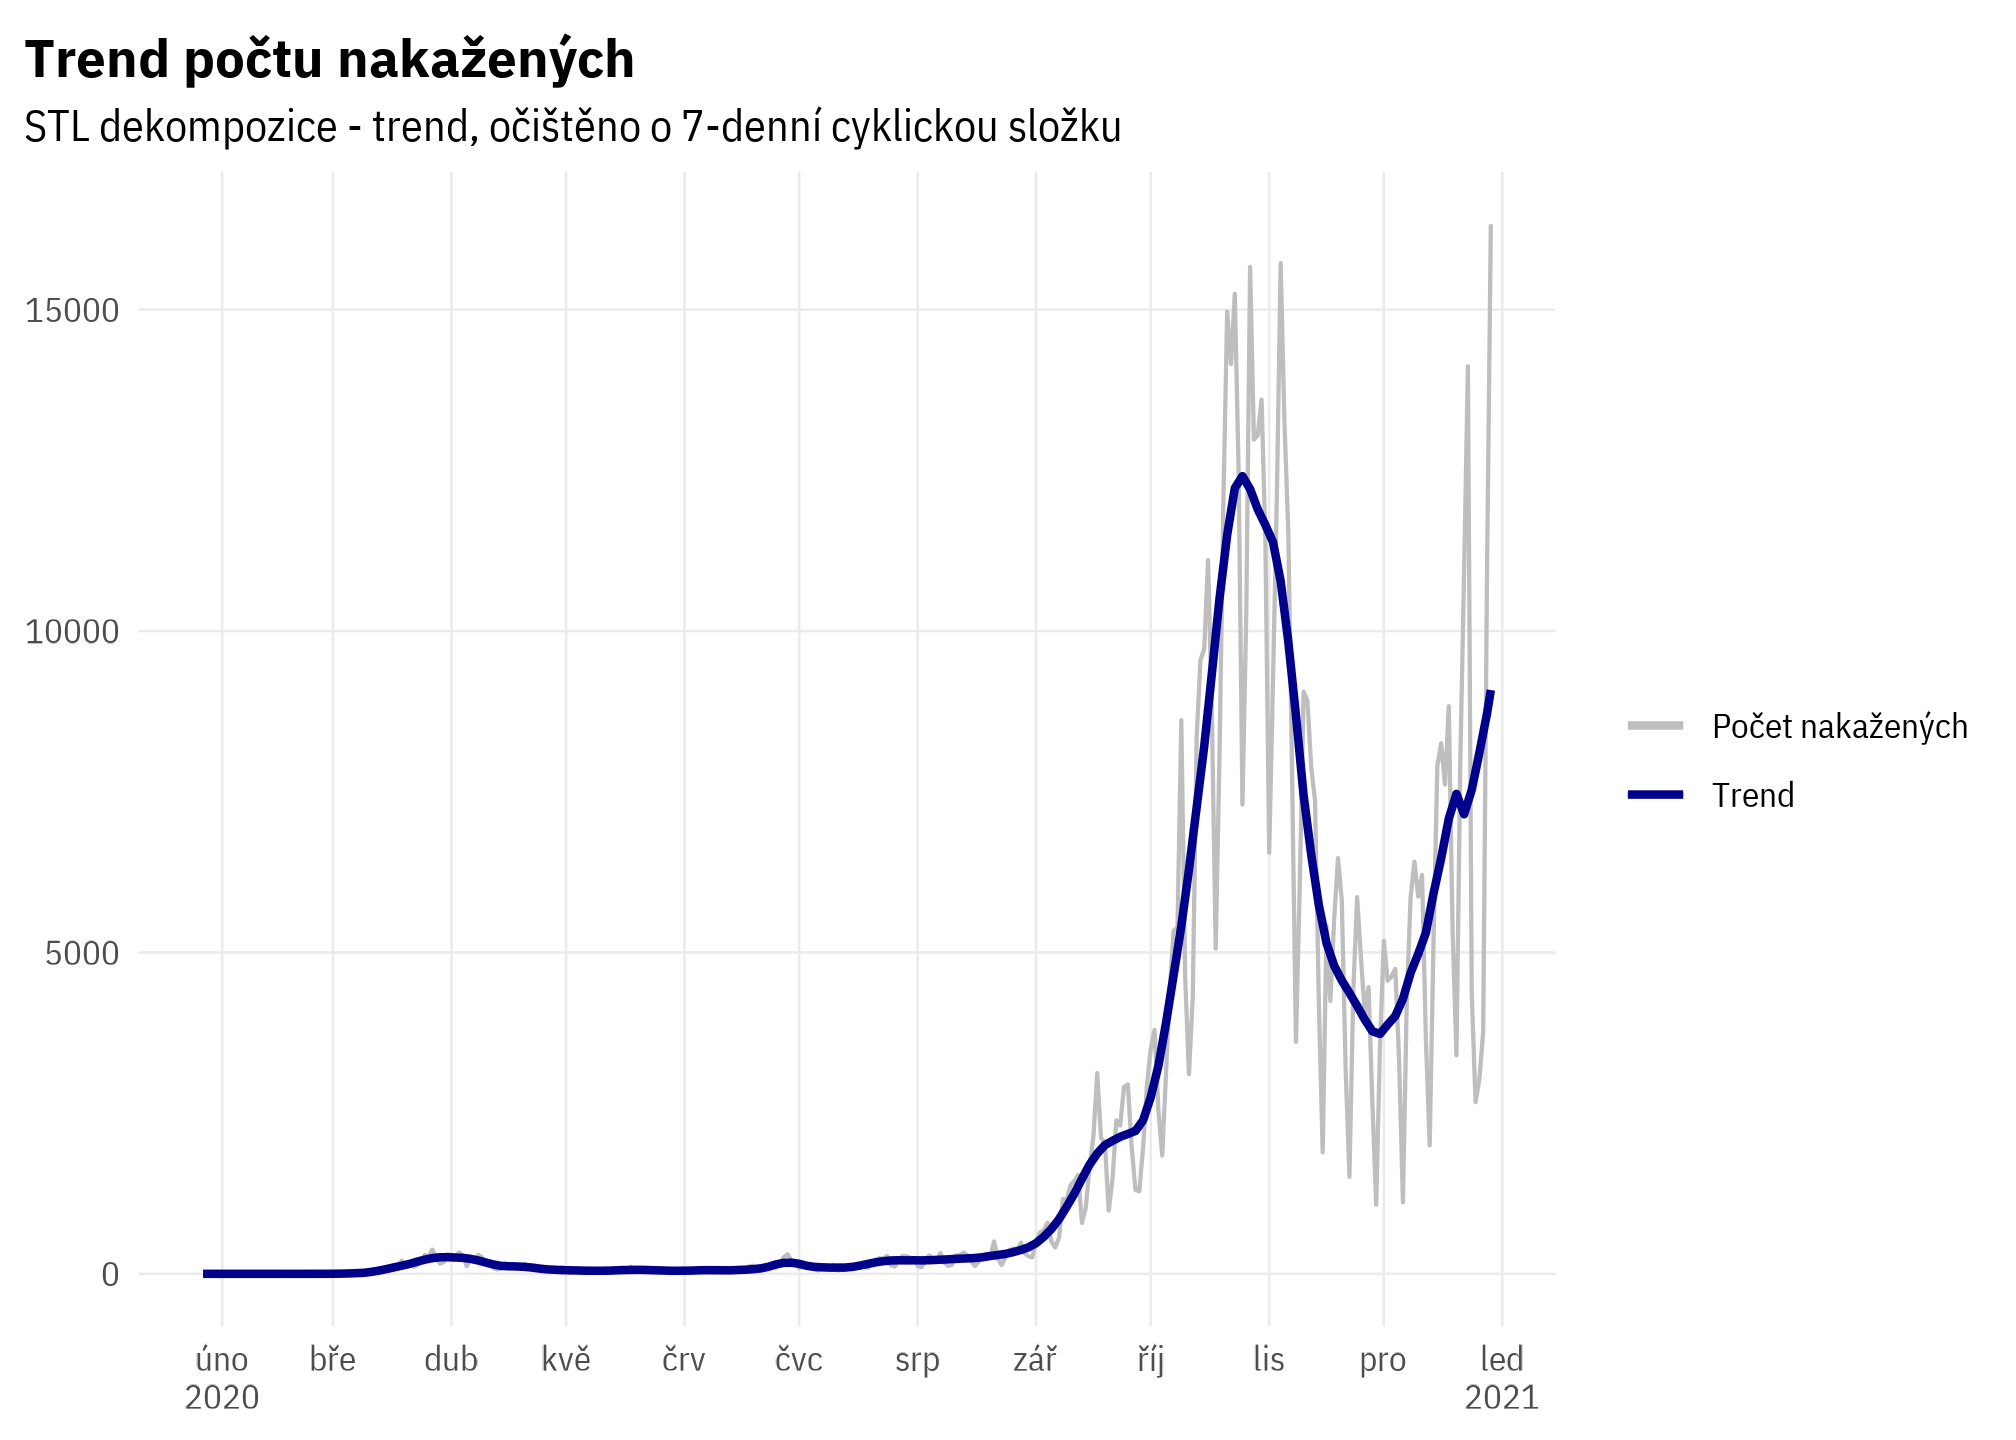 Trend počtu nakažených
STL dekompozice - trend, očištěno o 7-denní cyklickou složku
15000
10000
5000
0
úno bře dub kvě črv čvc srp zář říj lis pro led
2020 2021
Počet nakažených
Trend